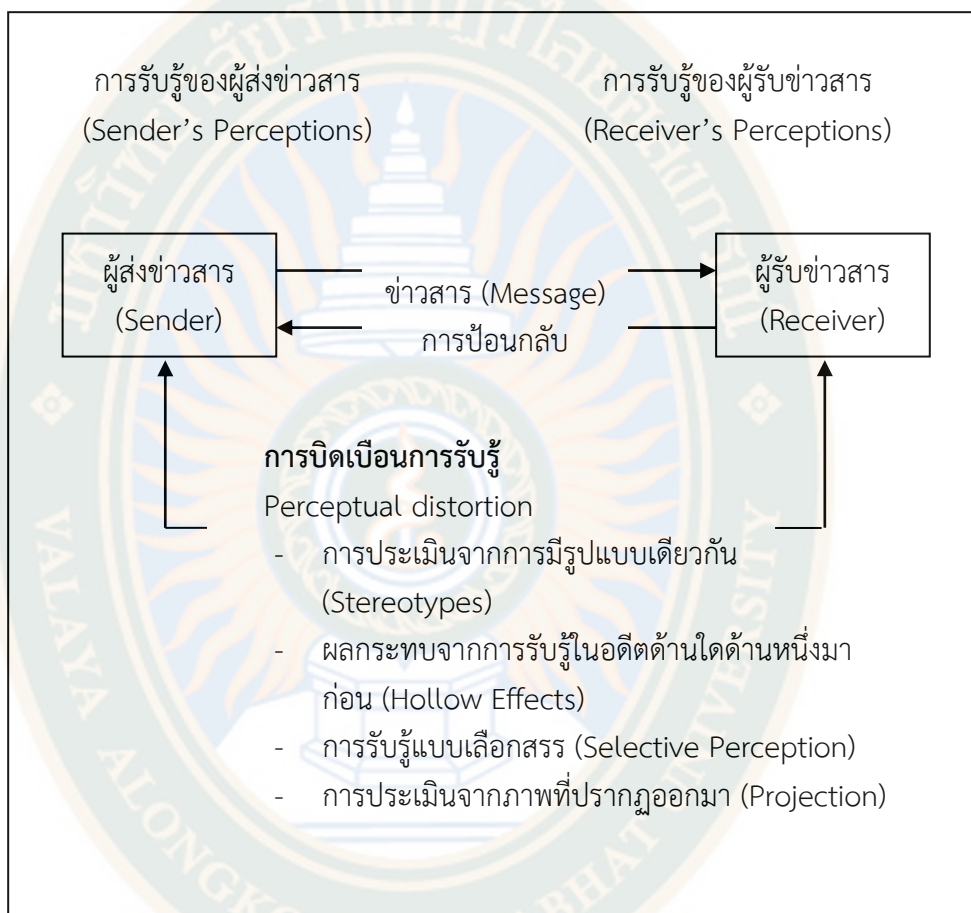 การรับรู้ของผู้ส่งข่าวสาร
(Sender’s Perceptions)
การรับรู้ของผู้รับข่าวสาร
(Receiver’s Perceptions)
ผู้ส่งข่าวสาร
(Sender)
ข่าวสาร (Message)
การป้อนกลับ
ผู้รับข่าวสาร
(Receiver)
การบิดเบือนการรับรู้
Perceptual distortion
- การประเมินจากการมีรูปแบบเดียวกัน
(Stereotypes)
- ผลกระทบจากการรับรู้ในอดีตด้านใดด้านหนึ่งมา
ก่อน (Hollow Effects)
- การรับรู้แบบเลือกสรร (Selective Perception)
- การประเมินจากภาพที่ปรากฏออกมา (Projection)
VALAYA
UNIVERSITY